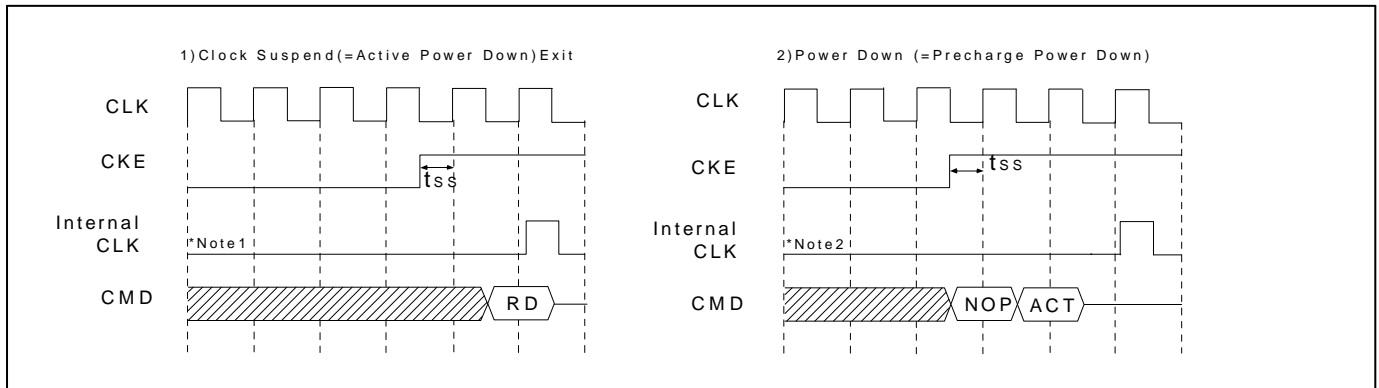 1)Clock Suspend(=Active Power Down)Exit
CLK
CKE
tss
Internal
CLK
*Note1
CMD
RD
2)Power Down (=Precharge Power Down)
CLK
CKE
tss
Internal
CLK
*Note2
CMD
NOP
ACT